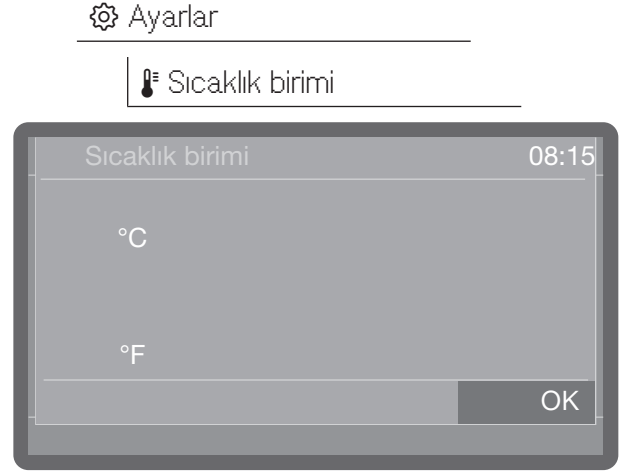 Ayarlar
Sıcaklık birimi
Sıcaklık birimi 08:15
°C
°F
OK